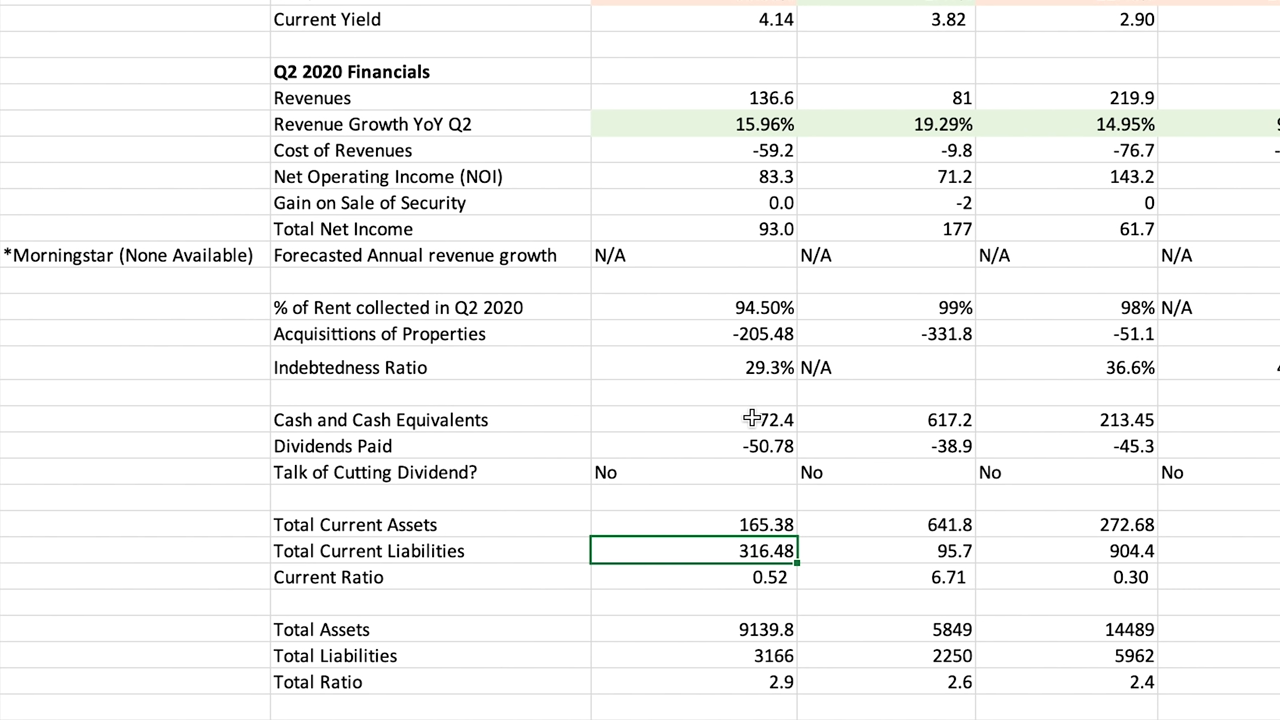 Current Yield 4.14 3.82 2.90
Q2 2020 Financials
Revenues 136.6 81 219.9
Revenue Growth YoY Q2 15.96% 19.29% 14.95%
Cost of Revenues -59.2 -9.8 -76.7
Net Operating Income (NOI) 83.3 71.2 143.2
Gain on Sale of Security 0.0 -2 0
Total Net Income 93.0 177 61.7
*Morningstar (None Available) Forecasted Annual revenue growth N/A N/A N/A N/A
% of Rent collected in Q2 2020 94.50% 99% 98% N/A
Acquisittions of Properties -205.48 -331.8 -51.1
Indebtedness Ratio 29.3% N/A 36.6%
Cash and Cash Equivalents 72.4 617.2 213.45
Dividends Paid -50.78 -38.9 -45.3
Talk of Cutting Dividend? No No No No
Total Current Assets 165.38 641.8 272.68
Total Current Liabilities 316.48 95.7 904.4
Current Ratio 0.52 6.71 0.30
Total Assets 9139.8 5849 14489
Total Liabilities 3166 2250 5962
Total Ratio 2.9 2.6 2.4